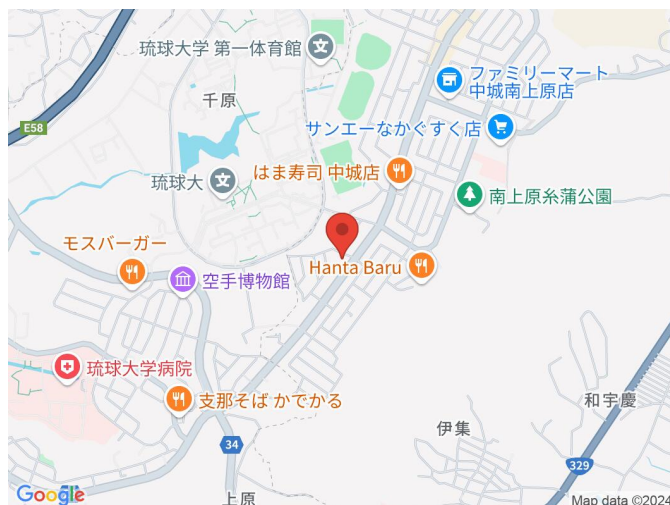 琉球大学 第一体育館
千原
ファミリーマート
中城南上原店
E58
サンエーなかぐすく店
はま寿司 中城店
琉球大
南上原糸蒲公園
モスバーガー
Hanta Baru
空手博物館
琉球大学病院
支那そば かでかる
和宇慶
伊集
34
329
上原
Google
Map data ©2024